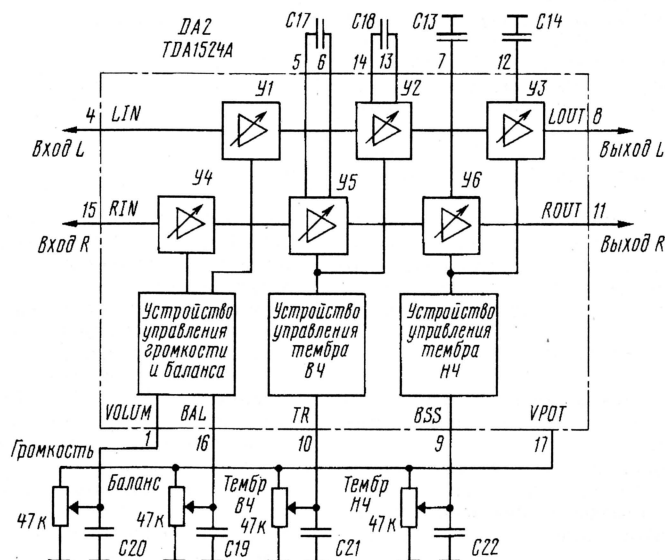 DA2
TDA1524A
C17
C18
C13
C14
5 6 14 13 7 12
У1 У2 У3
4 LIN
LOUT 8
Вход L
Выход L
У4 У5 У6
15 RIN
ROUT 11
Вход R
Выход R
Устройство
управления
громкости
и баланса
Устройство
управления
тембра
ВЧ
Устройство
управления
тембра
НЧ
VOLUM BAL TR BSS VPOT
1 16 10 9 17
Громкость
Баланс
Тембр
ВЧ
Тембр
НЧ
47к 47к 47к 47к
C20 C19 C21 C22